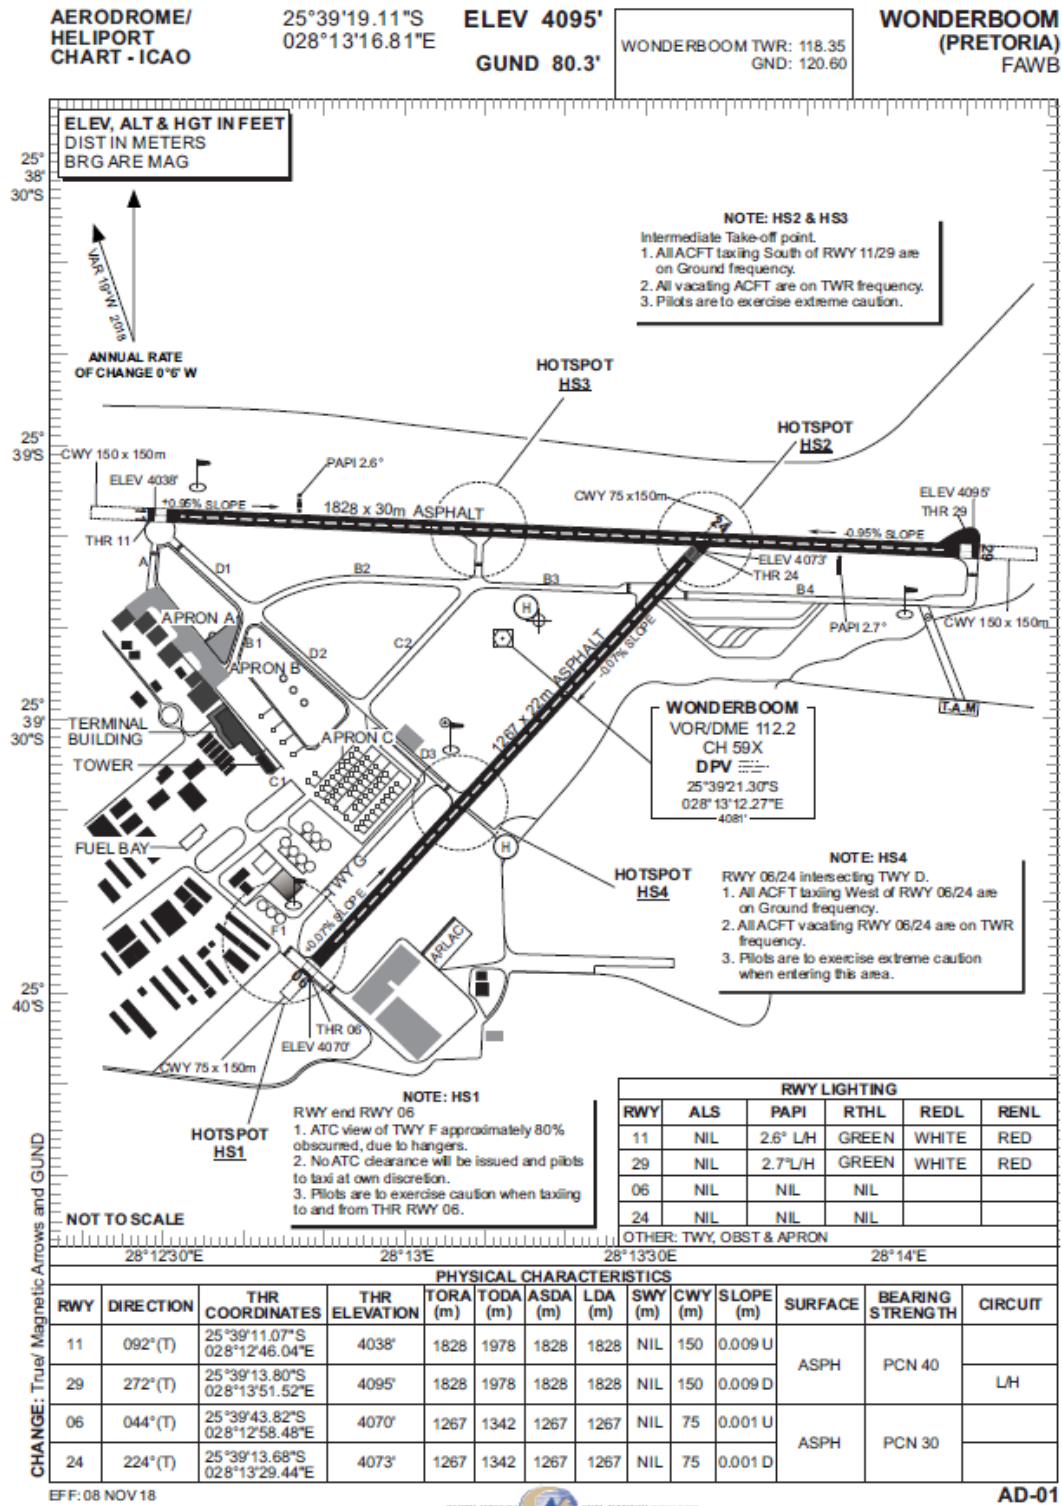 AERODROME/
HELIPORT
CHART - ICAO
25°39'19.11"S
028°13'16.81"E
ELEV 4095'
GUND 80.3'
WONDERBOOM TWR: 118.35
GND: 120.60
WONDERBOOM
(PRETORIA)
FAWB
ELEV, ALT & HGT IN FEET
DIST IN METERS
BRG ARE MAG
25°
38'
30"S
VAR 19°W 2018
ANNUAL RATE
OF CHANGE 0°6' W
NOTE: HS2 & HS3
Intermediate Take-off point.
1. All ACFT taxiing South of RWY 11/29 are
on Ground frequency.
2. All vacating ACFT are on TWR frequency.
3. Pilots are to exercise extreme caution.
HOTSPOT
HS3
HOTSPOT
HS2
25°
39'S
CWY 150 x 150m
ELEV 4038'
PAPI 2.6°
CWY 75 x150m
ELEV 4095'
THR 29
+0.95% SLOPE
1828 x 30m ASPHALT
24
-0.95% SLOPE
THR 11
29
ELEV 4073'
THR 24
A
D1
B2
B3
B4
H
APRON A
PAPI 2.7°
CWY 150 x 150m
B1
D2
C2
APRON B
1267 x 22m ASPHALT
-0.07% SLOPE
25°
39'
30"S
T.A.M
TERMINAL
BUILDING
APRON C
TOWER
D3
C1
WONDERBOOM
VOR/DME 112.2
CH 59X
DPV
25°39'21.30"S
028°13'12.27"E
4081'
FUEL BAY
H
TWY G
HOTSPOT
HS4
NOTE: HS4
RWY 06/24 intersecting TWY D.
1. All ACFT taxiing West of RWY 06/24 are
on Ground frequency.
2. All ACFT vacating RWY 06/24 are on TWR
frequency.
3. Pilots are to exercise extreme caution
when entering this area.
F1
+0.07% SLOPE
ARLAC
06
25°
40'S
THR 06
ELEV 4070'
CWY 75 x 150m
HOTSPOT
HS1
NOTE: HS1
RWY end RWY 06
1. ATC view of TWY F approximately 80%
obscurred, due to hangers.
2. No ATC clearance will be issued and pilots
to taxi at own discretion.
3. Pilots are to exercise caution when taxiing
to and from THR RWY 06.
NOT TO SCALE
RWY LIGHTING
RWY ALS PAPI RTHL REDL RENL
11 NIL 2.6° L/H GREEN WHITE RED
29 NIL 2.7°L/H GREEN WHITE RED
06 NIL NIL NIL
24 NIL NIL NIL
OTHER: TWY, OBST & APRON
28°12'30"E 28°13'E 28°13'30E 28°14'E
CHANGE: True/ Magnetic Arrows and GUND
PHYSICAL CHARACTERISTICS
RWY DIRECTION THR COORDINATES THR ELEVATION TORA (m) TODA (m) ASDA (m) LDA (m) SWY (m) CWY (m) SLOPE (m) SURFACE BEARING STRENGTH CIRCUIT
11 092°(T) 25°39'11.07"S 028°12'46.04"E 4038' 1828 1978 1828 1828 NIL 150 0.009 U ASPH PCN 40
29 272°(T) 25°39'13.80"S 028°13'51.52"E 4095' 1828 1978 1828 1828 NIL 150 0.009 D L/H
06 044°(T) 25°39'43.82"S 028°12'58.48"E 4070' 1267 1342 1267 1267 NIL 75 0.001 U ASPH PCN 30
24 224°(T) 25°39'13.68"S 028°13'29.44"E 4073' 1267 1342 1267 1267 NIL 75 0.001 D
EFF: 08 NOV 18
AD-01